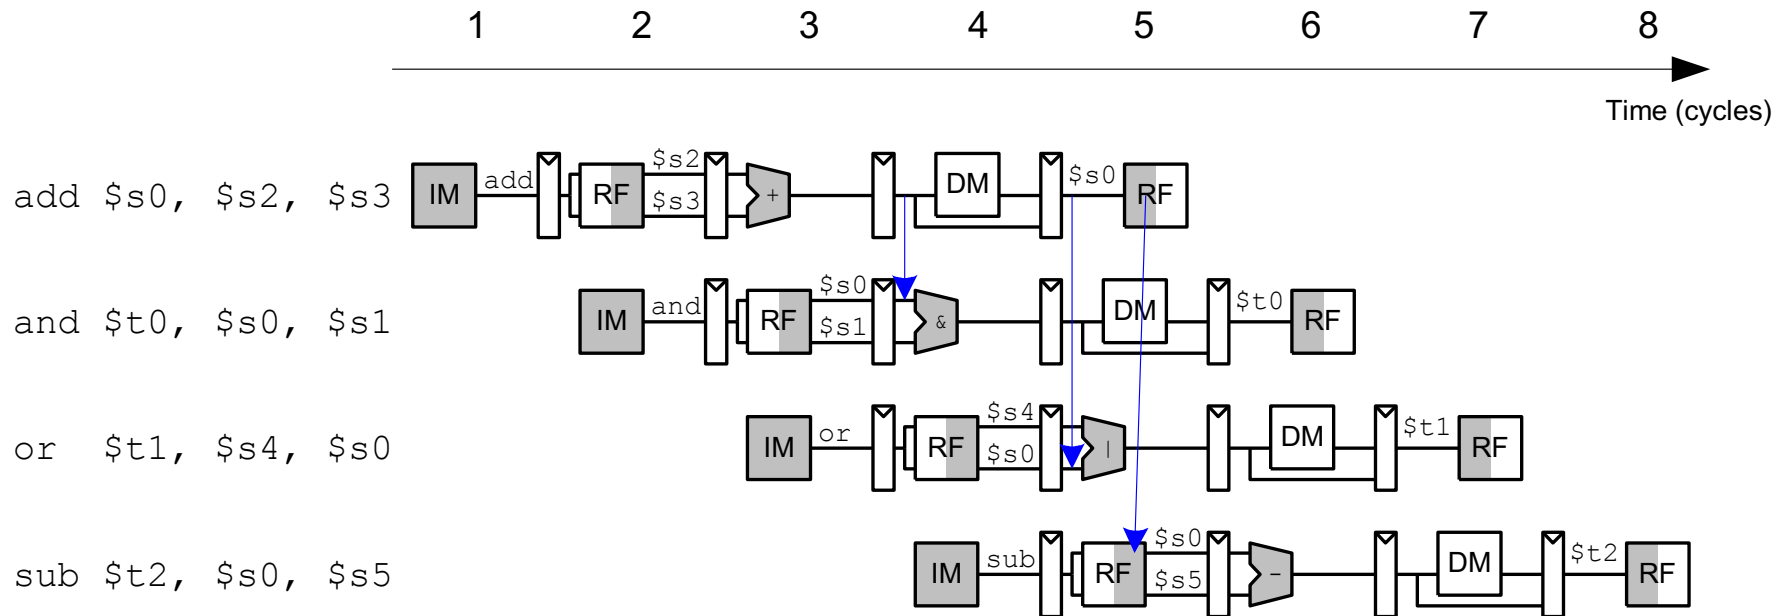 1 2 3 4 5 6 7 8
Time (cycles)
add $s0, $s2, $s3 IM add RF $s2 $s3 + DM $s0 RF
and $t0, $s0, $s1 IM and RF $s0 $s1 & DM $t0 RF
or $t1, $s4, $s0 IM or RF $s4 $s0 | DM $t1 RF
sub $t2, $s0, $s5 IM sub RF $s0 $s5 - DM $t2 RF